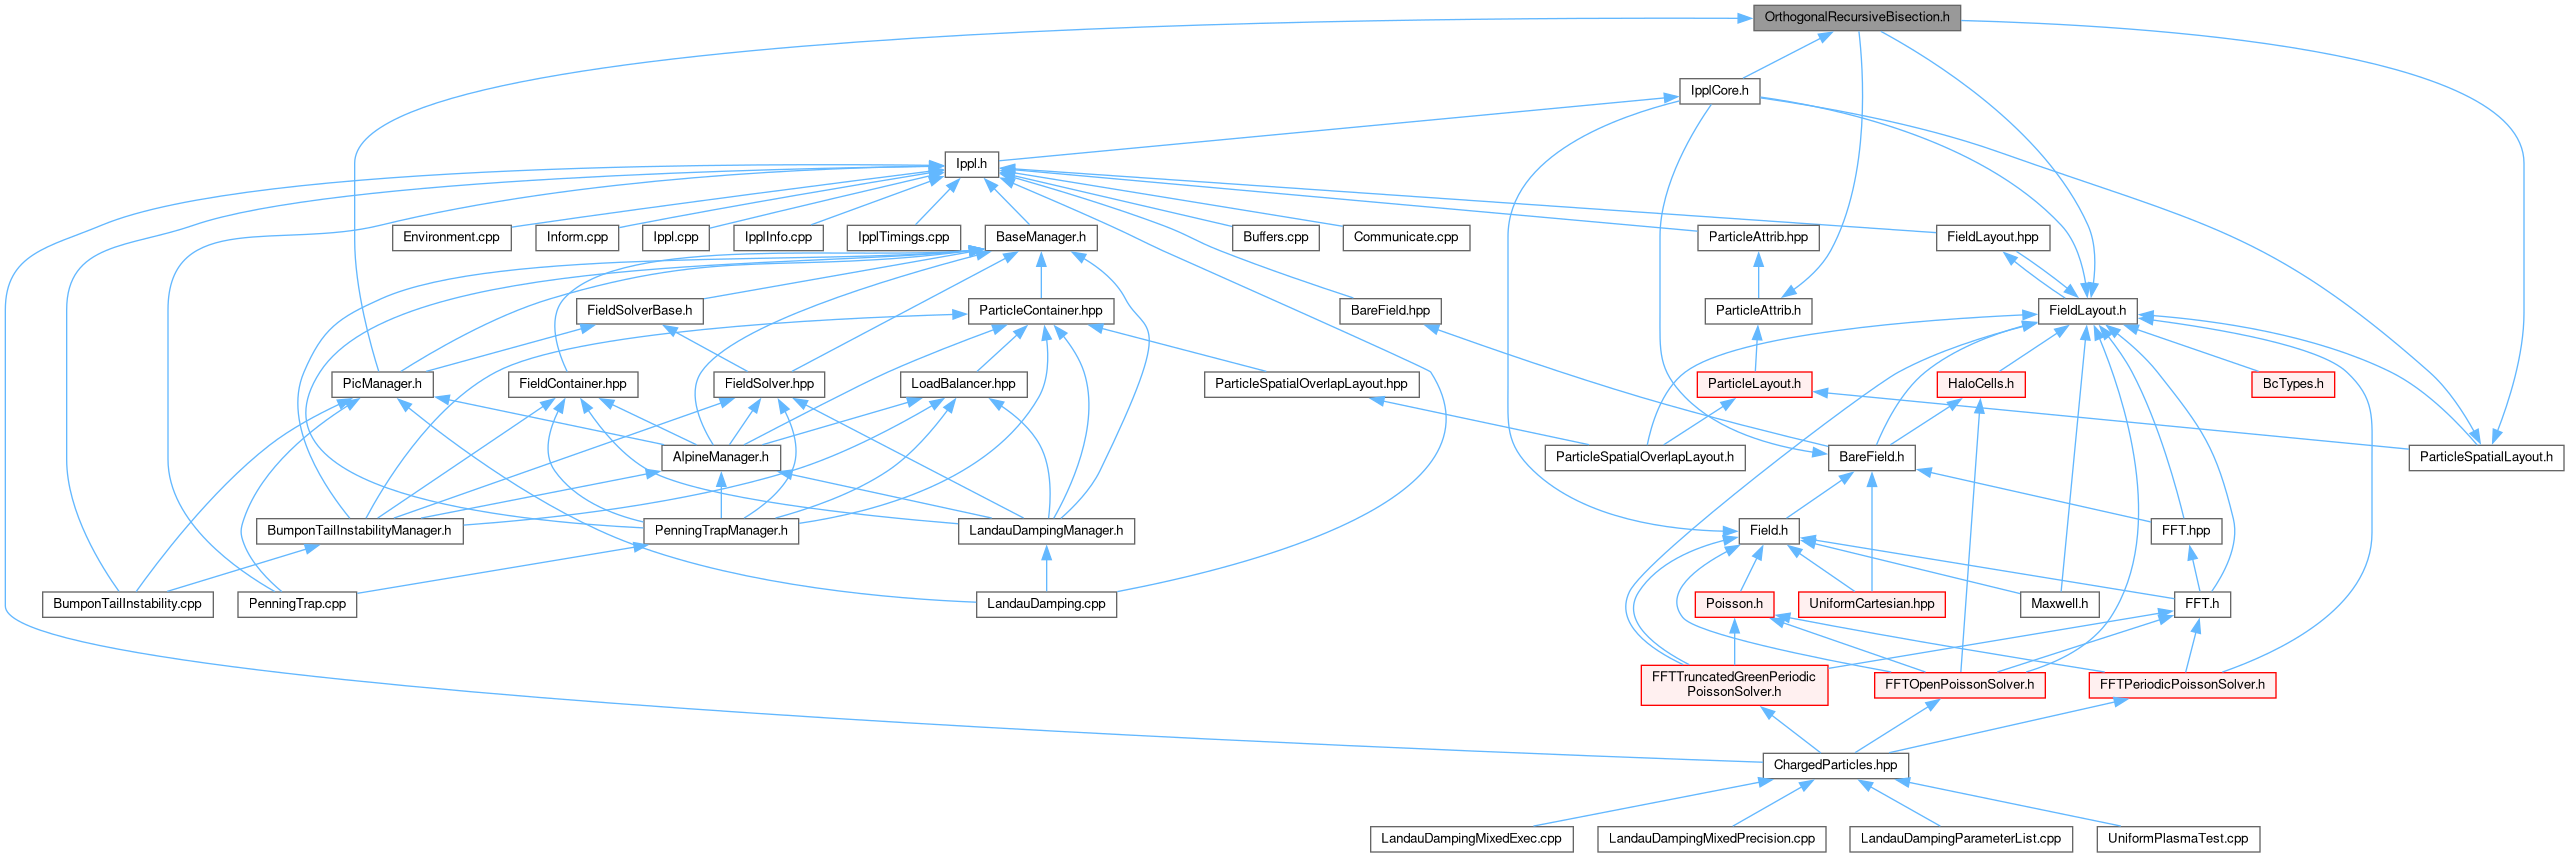 OrthogonalRecursiveBisection.h
IpplCore.h
Ippl.h
Environment.cpp
Inform.cpp
Ippl.cpp
IpplInfo.cpp
IpplTimings.cpp
BaseManager.h
Buffers.cpp
Communicate.cpp
ParticleAttrib.hpp
FieldLayout.hpp
FieldSolverBase.h
ParticleContainer.hpp
BareField.hpp
ParticleAttrib.h
FieldLayout.h
PicManager.h
FieldContainer.hpp
FieldSolver.hpp
LoadBalancer.hpp
ParticleSpatialOverlapLayout.hpp
ParticleLayout.h
HaloCells.h
BcTypes.h
AlpineManager.h
ParticleSpatialOverlapLayout.h
BareField.h
ParticleSpatialLayout.h
BumponTailInstabilityManager.h
PenningTrapManager.h
LandauDampingManager.h
Field.h
FFT.hpp
BumponTailInstability.cpp
PenningTrap.cpp
LandauDamping.cpp
Poisson.h
UniformCartesian.hpp
Maxwell.h
FFT.h
FFTTruncatedGreenPeriodic
PoissonSolver.h
FFTOpenPoissonSolver.h
FFTPeriodicPoissonSolver.h
ChargedParticles.hpp
LandauDampingMixedExec.cpp
LandauDampingMixedPrecision.cpp
LandauDampingParameterList.cpp
UniformPlasmaTest.cpp